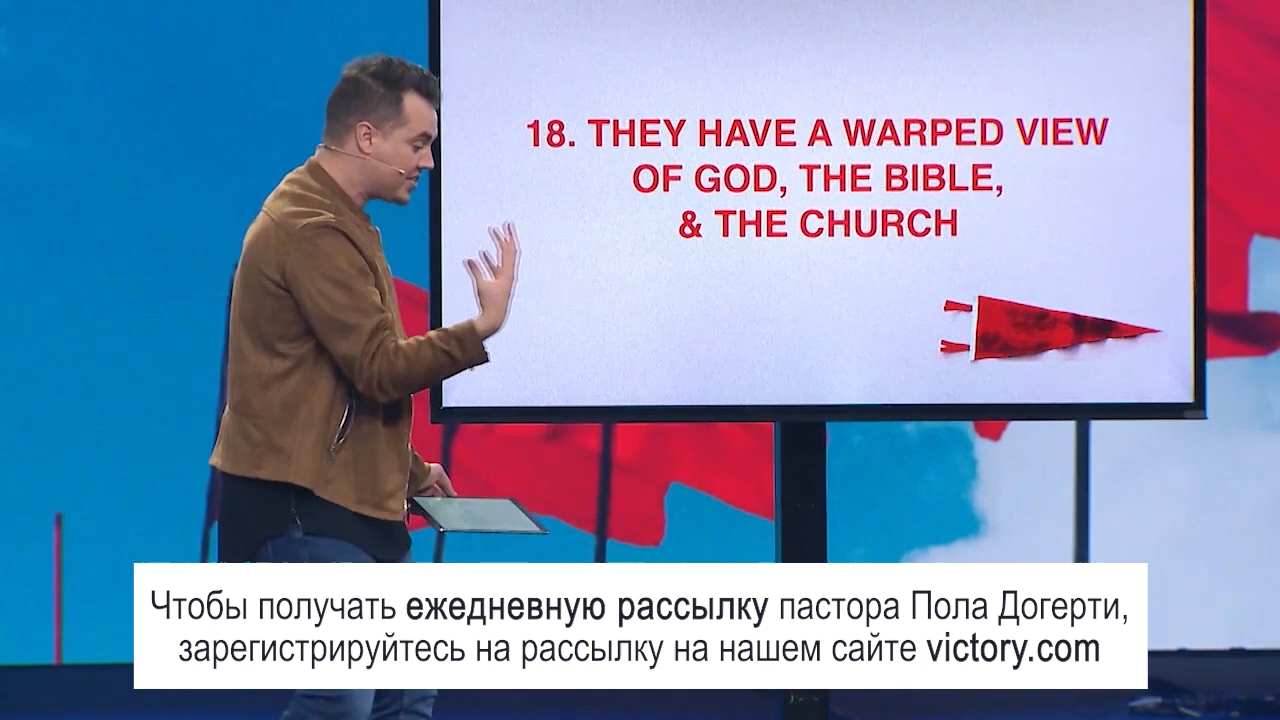 18. THEY HAVE A WARPED VIEW
OF GOD, THE BIBLE,
& THE CHURCH
Чтобы получать ежедневную рассылку пастора Пола Догерти,
зарегистрируйтесь на рассылку на нашем сайте victory.com